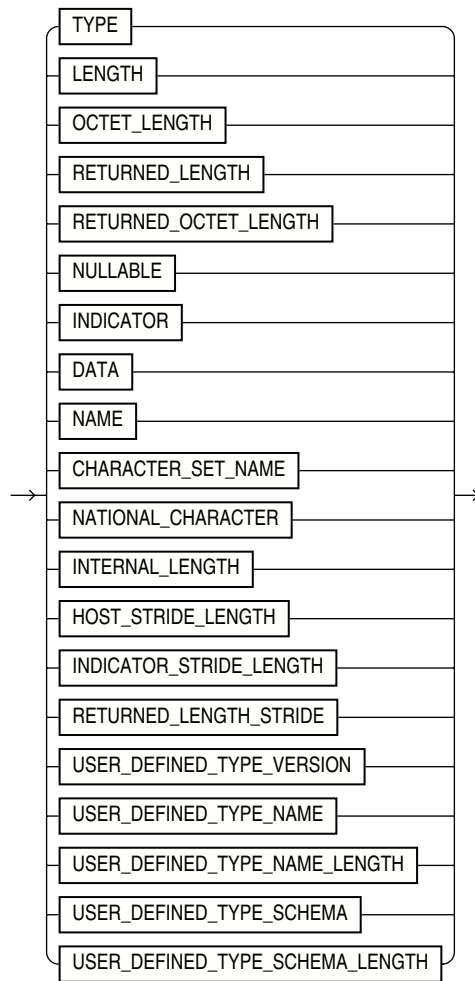 TYPE
LENGTH
OCTET_LENGTH
RETURNED_LENGTH
RETURNED_OCTET_LENGTH
NULLABLE
INDICATOR
DATA
NAME
CHARACTER_SET_NAME
NATIONAL_CHARACTER
INTERNAL_LENGTH
HOST_STRIDE_LENGTH
INDICATOR_STRIDE_LENGTH
RETURNED_LENGTH_STRIDE
USER_DEFINED_TYPE_VERSION
USER_DEFINED_TYPE_NAME
USER_DEFINED_TYPE_NAME_LENGTH
USER_DEFINED_TYPE_SCHEMA
USER_DEFINED_TYPE_SCHEMA_LENGTH